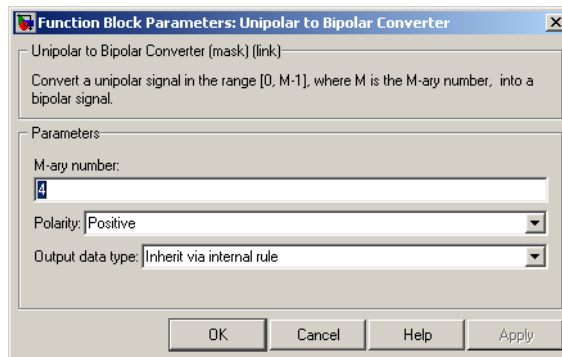 Function Block Parameters: Unipolar to Bipolar Converter
Unipolar to Bipolar Converter (mask) (link)
Convert a unipolar signal in the range [0, M-1], where M is the M-ary number, into a
bipolar signal.
Parameters
M-ary number:
4
Polarity: Positive
Output data type: Inherit via internal rule
OK Cancel Help Apply